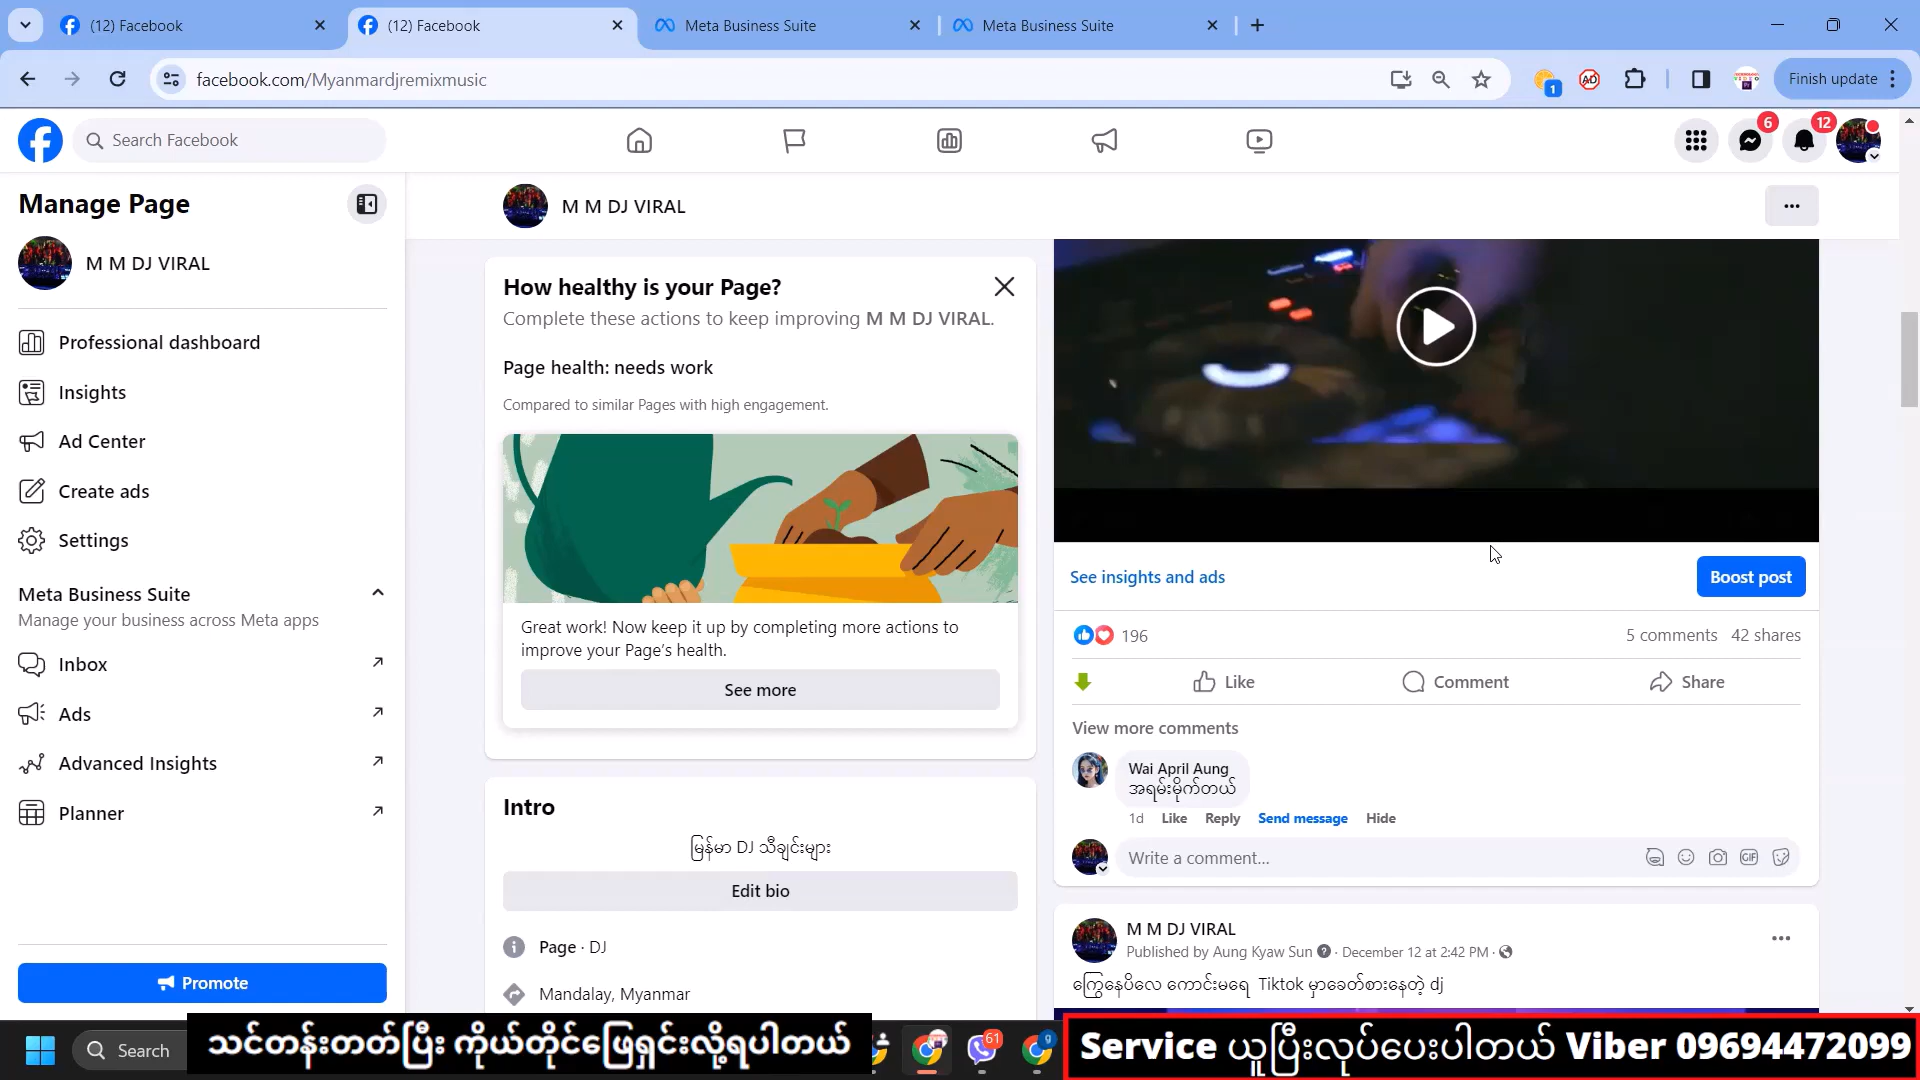 (12) Facebook
(12) Facebook
Meta Business Suite
Meta Business Suite
facebook.com/Myanmardjremixmusic
AD
1
Finish update
Search Facebook
6
12
Manage Page
M M DJ VIRAL
Professional dashboard
Insights
Ad Center
Create ads
Settings
Meta Business Suite
Manage your business across Meta apps
Inbox
Ads
Advanced Insights
Planner
Promote
M M DJ VIRAL
How healthy is your Page?
Complete these actions to keep improving M M DJ VIRAL.
Page health: needs work
Compared to similar Pages with high engagement.
Great work! Now keep it up by completing more actions to
improve your Page's health.
See more
Intro
မြန်မာ DJ သီချင်းများ
Edit bio
Page · DJ
Mandalay, Myanmar
See insights and ads
Boost post
196
5 comments 42 shares
Like
Comment
Share
View more comments
Wai April Aung
အရမ်းမိုက်တယ်
1d Like Reply Send message Hide
Write a comment...
GIF
M M DJ VIRAL
Published by Aung Kyaw Sun · December 12 at 2:42 PM ·
ကြွေနေပိလေ ကောင်းမရေ Tiktok မှာခေတ်စားနေတဲ့ dj
Search
သင်တန်းတတ်ပြီး ကိုယ်တိုင်ဖြေရှင်းလို့ရပါတယ်
61
9
Service ယူပြီးလုပ်ပေးပါတယ် Viber 09694472099